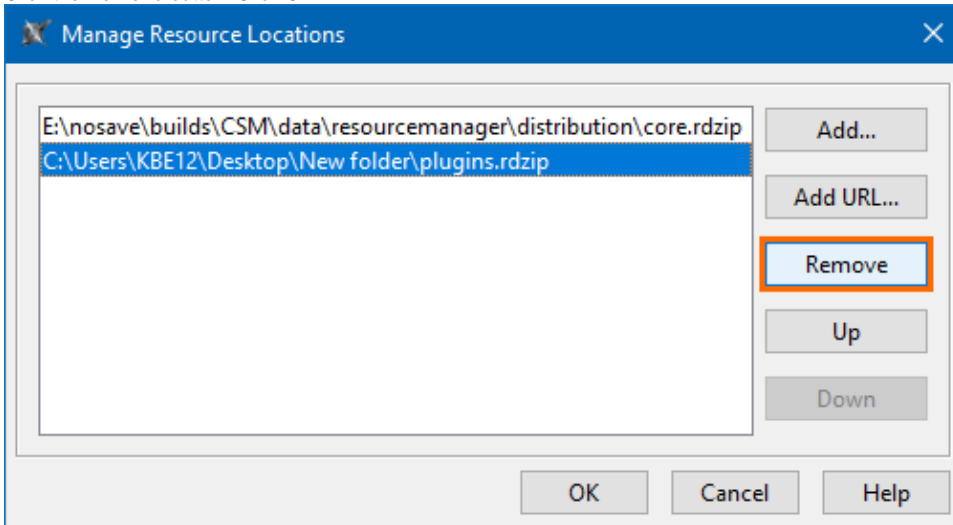 Manage Resource Locations
E:\nosave\builds\CSM\data\resourcemanager\distribution\core.rdzip
C:\Users\KBE12\Desktop\New folder\plugins.rdzip
Add...
Add URL...
Remove
Up
Down
OK
Cancel
Help